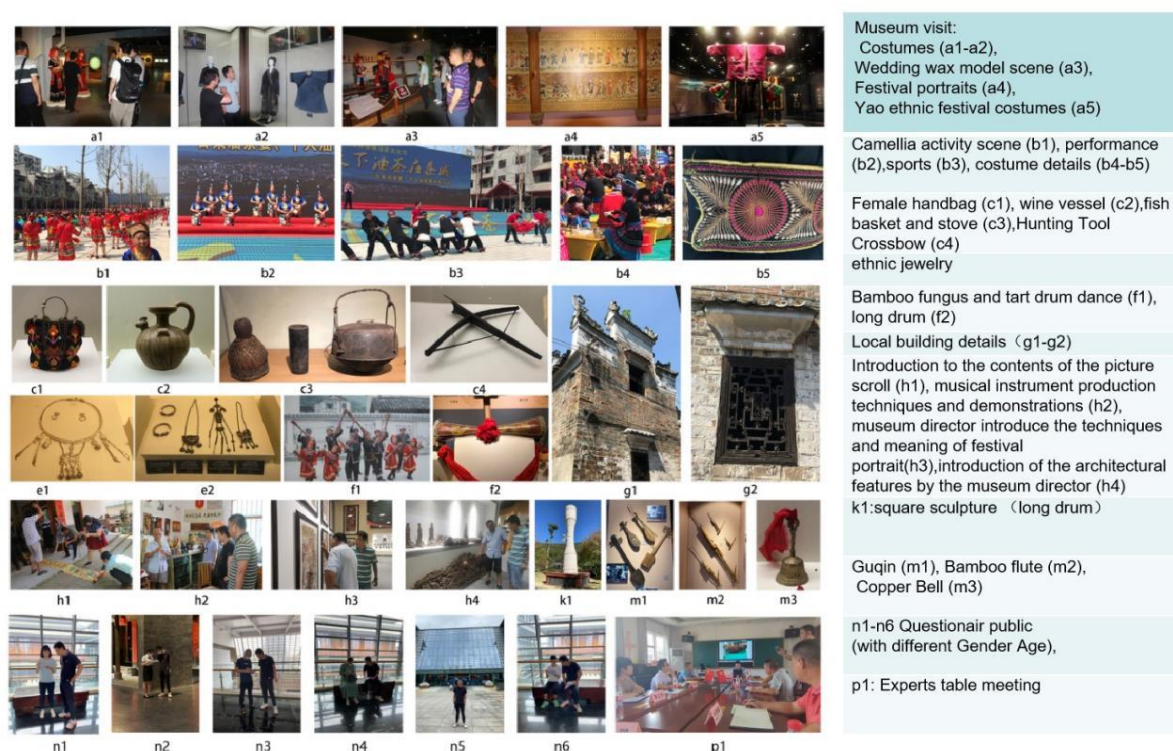 a1
a2
a3
a4
a5
b1
b2
b3
b4
b5
c1
c2
c3
c4
e1
e2
f1
f2
g1
g2
h1
h2
h3
h4
k1
m1
m2
m3
n1
n2
n3
n4
n5
n6
p1
Museum visit:
Costumes (a1-a2),
Wedding wax model scene (a3),
Festival portraits (a4),
Yao ethnic festival costumes (a5)
Camellia activity scene (b1), performance
(b2),sports (b3), costume details (b4-b5)
Female handbag (c1), wine vessel (c2),fish
basket and stove (c3),Hunting Tool
Crossbow (c4)
ethnic jewelry
Bamboo fungus and tart drum dance (f1),
long drum (f2)
Local building details（g1-g2)
Introduction to the contents of the picture
scroll (h1), musical instrument production
techniques and demonstrations (h2),
museum director introduce the techniques
and meaning of festival
portrait(h3),introduction of the architectural
features by the museum director (h4)
k1:square sculpture （long drum）
Guqin (m1), Bamboo flute (m2),
Copper Bell (m3)
n1-n6 Questionair public
(with different Gender Age),
p1: Experts table meeting